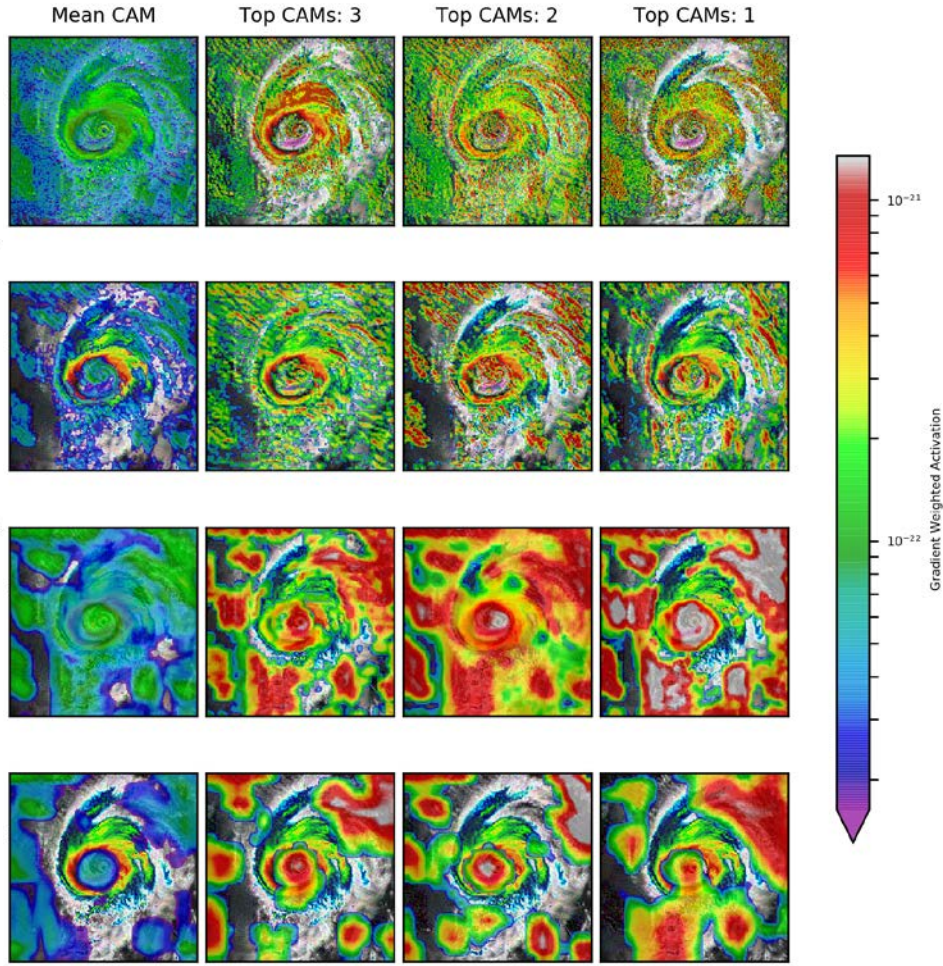 Mean CAM
Top CAMs: 3
Top CAMs: 2
Top CAMs: 1
10⁻²¹
10⁻²²
Gradient Weighted Activation